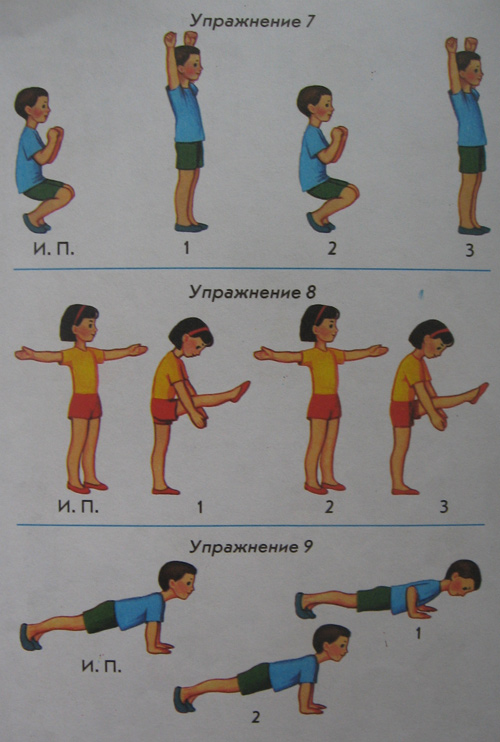 Упражнение 7
И. П. 1 2 3
Упражнение 8
И. П. 1 2 3
Упражнение 9
И. П. 1
2